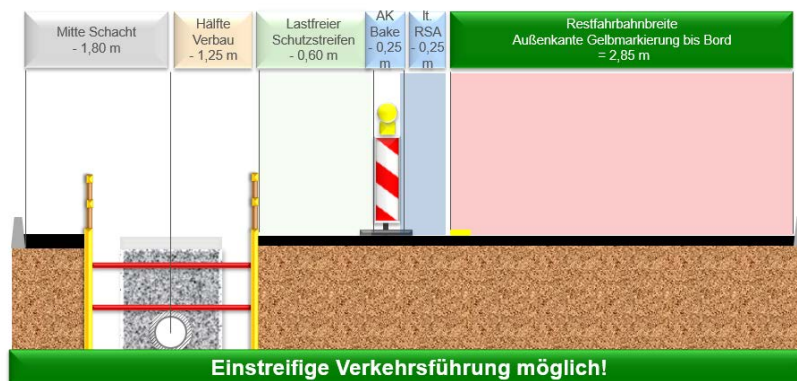 Mitte Schacht
- 1,80 m
Hälfte
Verbau
- 1,25 m
Lastfreier
Schutzstreifen
- 0,60 m
AK
Bake
- 0,25
m
lt.
RSA
- 0,25
m
Restfahrbahnbreite
Außenkante Gelbmarkierung bis Bord
= 2,85 m
Einstreifige Verkehrsführung möglich!